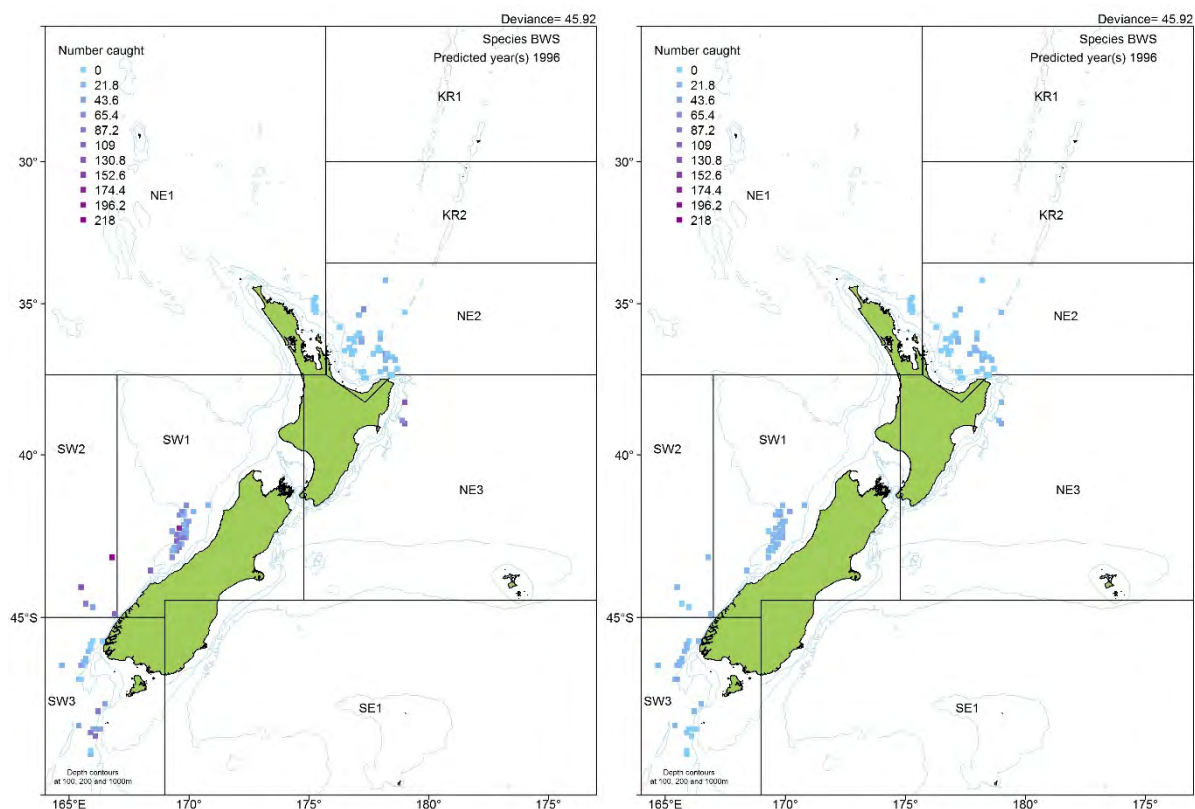 Deviance= 45.92
Species BWS
Predicted year(s) 1996
Number caught
0
21.8
43.6
65.4
87.2
109
130.8
152.6
174.4
196.2
218
KR1
30°
NE1
KR2
35°
NE2
SW2
SW1
40°
NE3
45°S
SW3
SE1
Depth contours
at 100, 200 and 1000m
165°E
170°
175°
180°
175°
Deviance= 45.92
Species BWS
Predicted year(s) 1996
Number caught
0
21.8
43.6
65.4
87.2
109
130.8
152.6
174.4
196.2
218
KR1
30°
NE1
KR2
35°
NE2
SW2
SW1
40°
NE3
45°S
SW3
SE1
Depth contours
at 100, 200 and 1000m
165°E
170°
175°
180°
175°